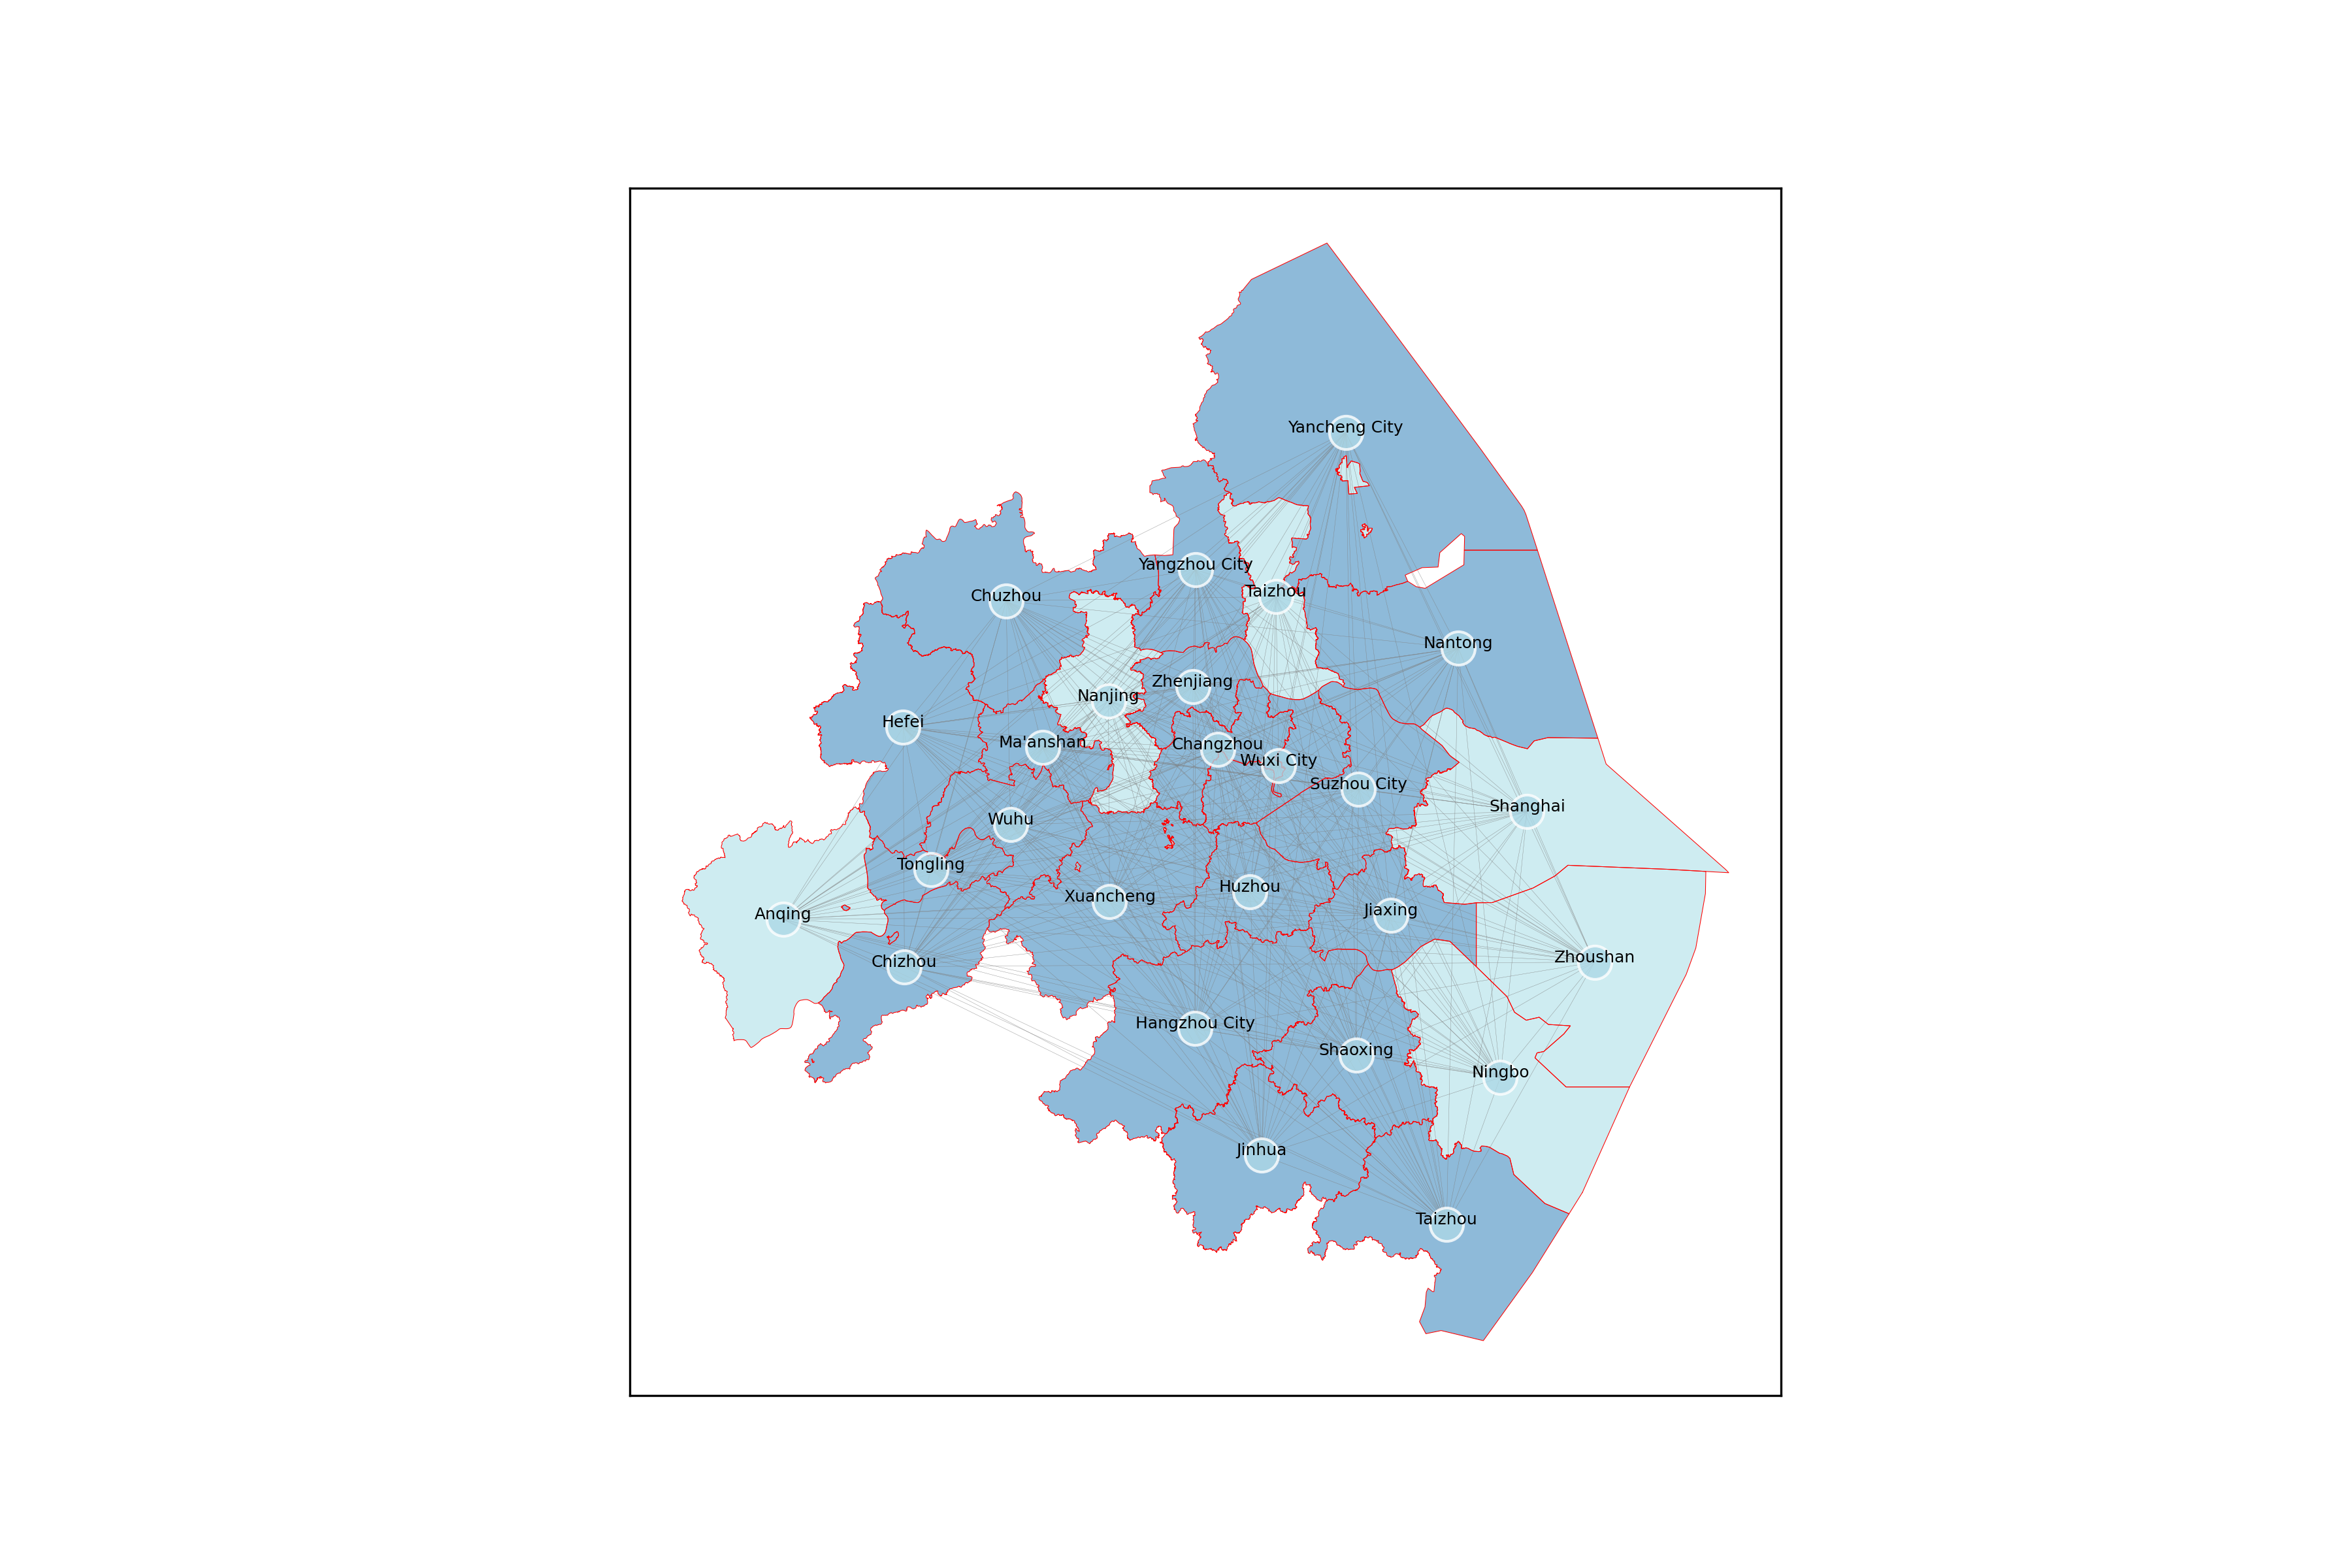 Yancheng City
Yangzhou City
Chuzhou
Taizhou
Nantong
Zhenjiang
Nanjing
Hefei
Ma'anshan
Changzhou
Wuxi City
Suzhou City
Shanghai
Wuhu
Tongling
Huzhou
Xuancheng
Jiaxing
Anqing
Zhoushan
Chizhou
Hangzhou City
Shaoxing
Ningbo
Jinhua
Taizhou